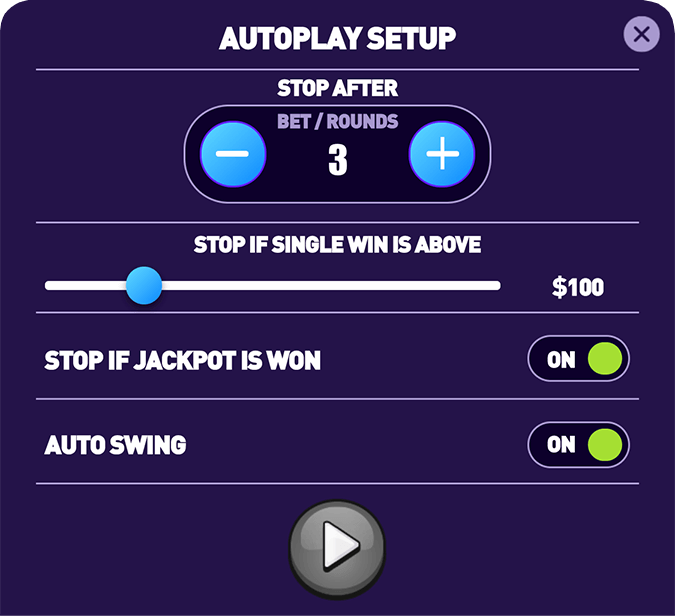 AUTOPLAY SETUP
STOP AFTER
BET / ROUNDS
3
STOP IF SINGLE WIN IS ABOVE
$100
STOP IF JACKPOT IS WON
ON
AUTO SWING
ON